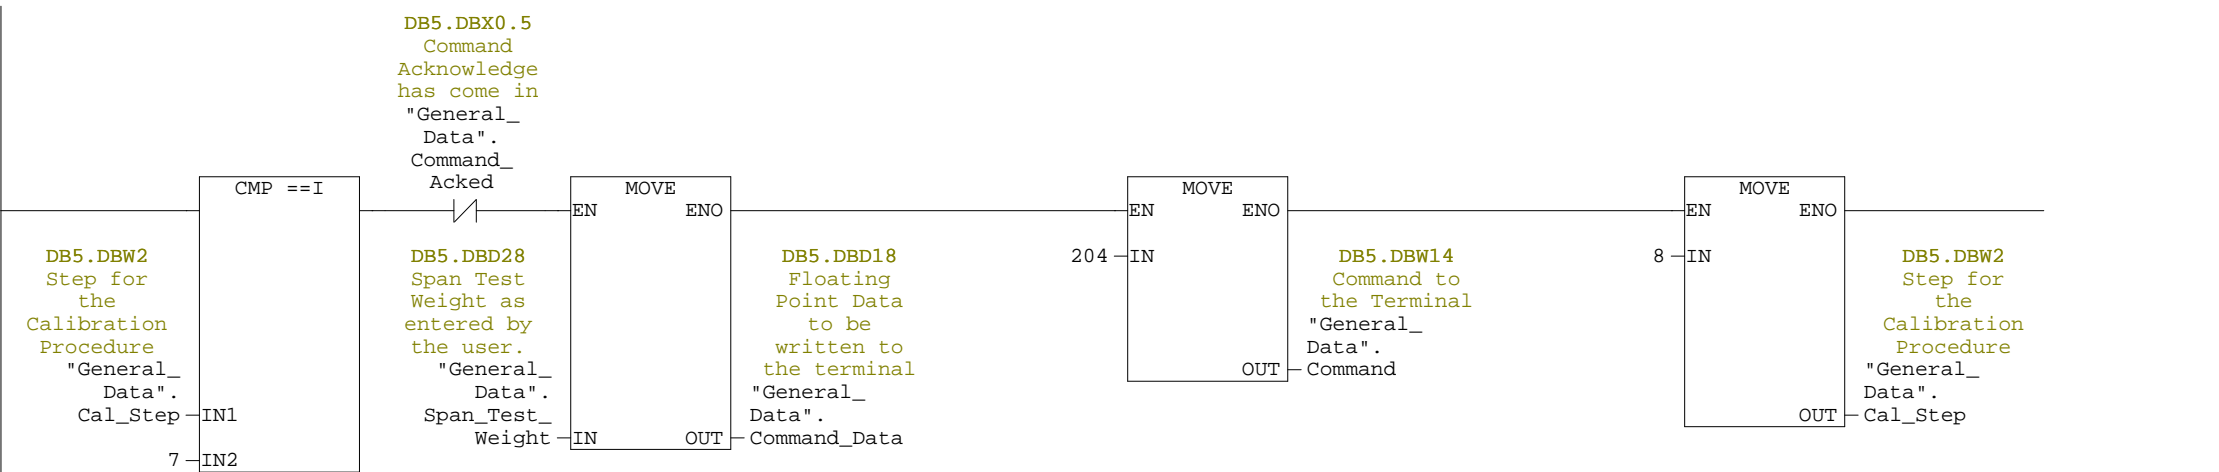 DB5.DBX0.5
Command
Acknowledge
has come in
"General_
Data".
Command_
Acked
CMP ==I
DB5.DBW2
Step for
the
Calibration
Procedure
"General_
Data".
Cal_Step
IN1
7
IN2
MOVE
EN
ENO
DB5.DBD28
Span Test
Weight as
entered by
the user.
"General_
Data".
Span_Test_
Weight
IN
OUT
DB5.DBD18
Floating
Point Data
to be
written to
the terminal
"General_
Data".
Command_Data
MOVE
EN
ENO
204
IN
OUT
DB5.DBW14
Command to
the Terminal
"General_
Data".
Command
MOVE
EN
ENO
8
IN
OUT
DB5.DBW2
Step for
the
Calibration
Procedure
"General_
Data".
Cal_Step